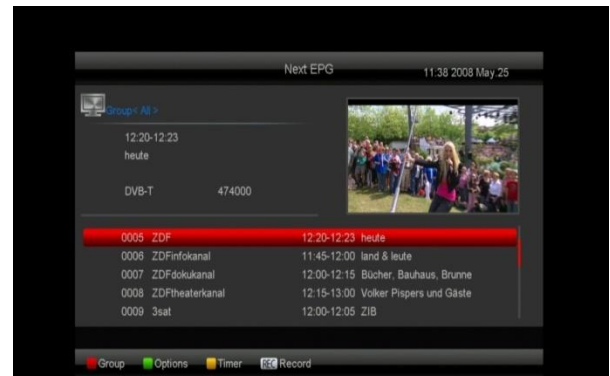 Next EPG 11:38 2008 May.25
Group< All >
12:20-12:23
heute
DVB-T 474000
0005 ZDF 12:20-12:23 heute
0006 ZDFinfokanal 11:45-12:00 land & leute
0007 ZDFdokukanal 12:00-12:15 Bücher, Bauhaus, Brunne
0008 ZDFtheaterkanal 12:15-13:00 Volker Pispers und Gäste
0009 3sat 12:00-12:05 ZIB
Group Options Timer REC Record